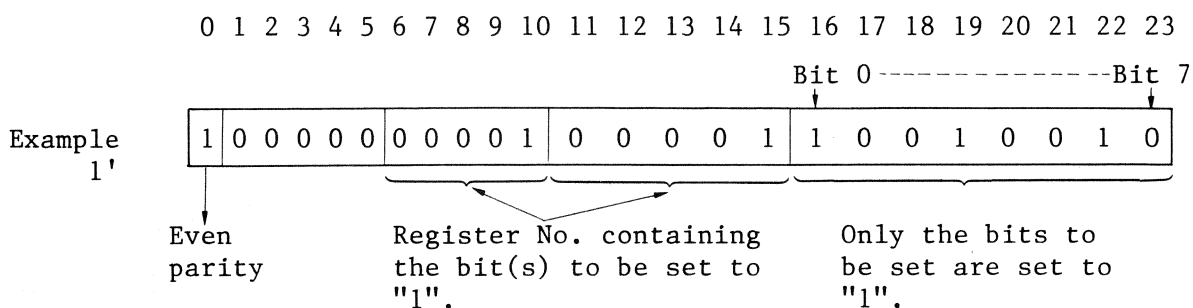 0 1 2 3 4 5 6 7 8 9 10 11 12 13 14 15 16 17 18 19 20 21 22 23
Bit 0--------------Bit 7
Example 1 0 0 0 0 0 0 0 0 0 1 0 0 0 0 1 1 0 0 1 0 0 1 0
1'
Even Register No. containing Only the bits to
parity the bit(s) to be set to be set are set to
"1". "1".